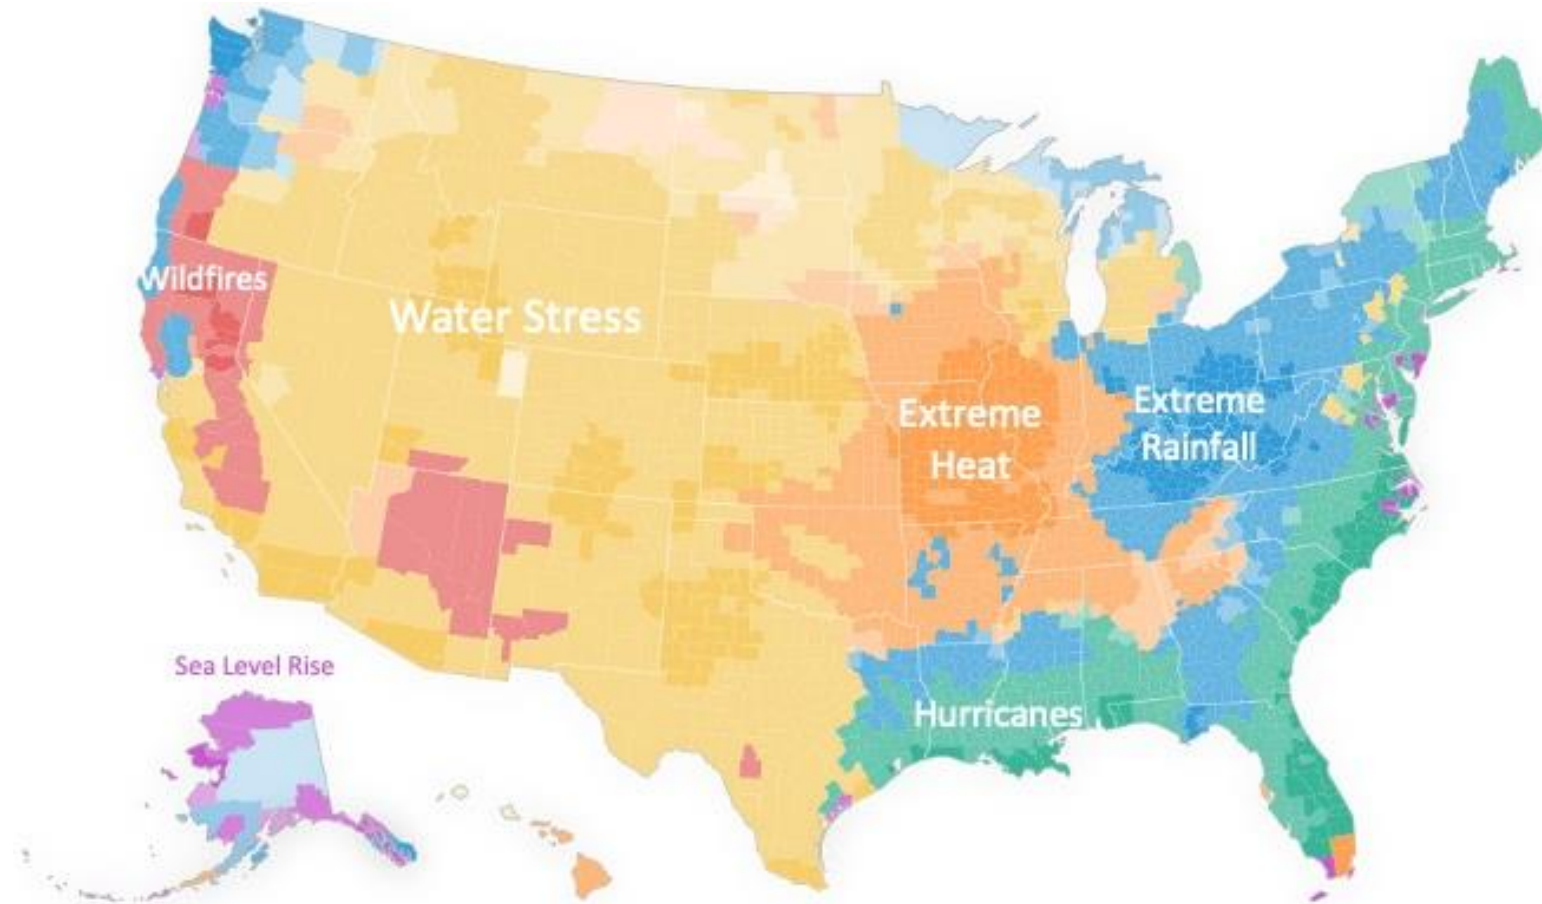 Wildfires
Water Stress
Extreme
Heat
Extreme
Rainfall
Sea Level Rise
Hurricanes